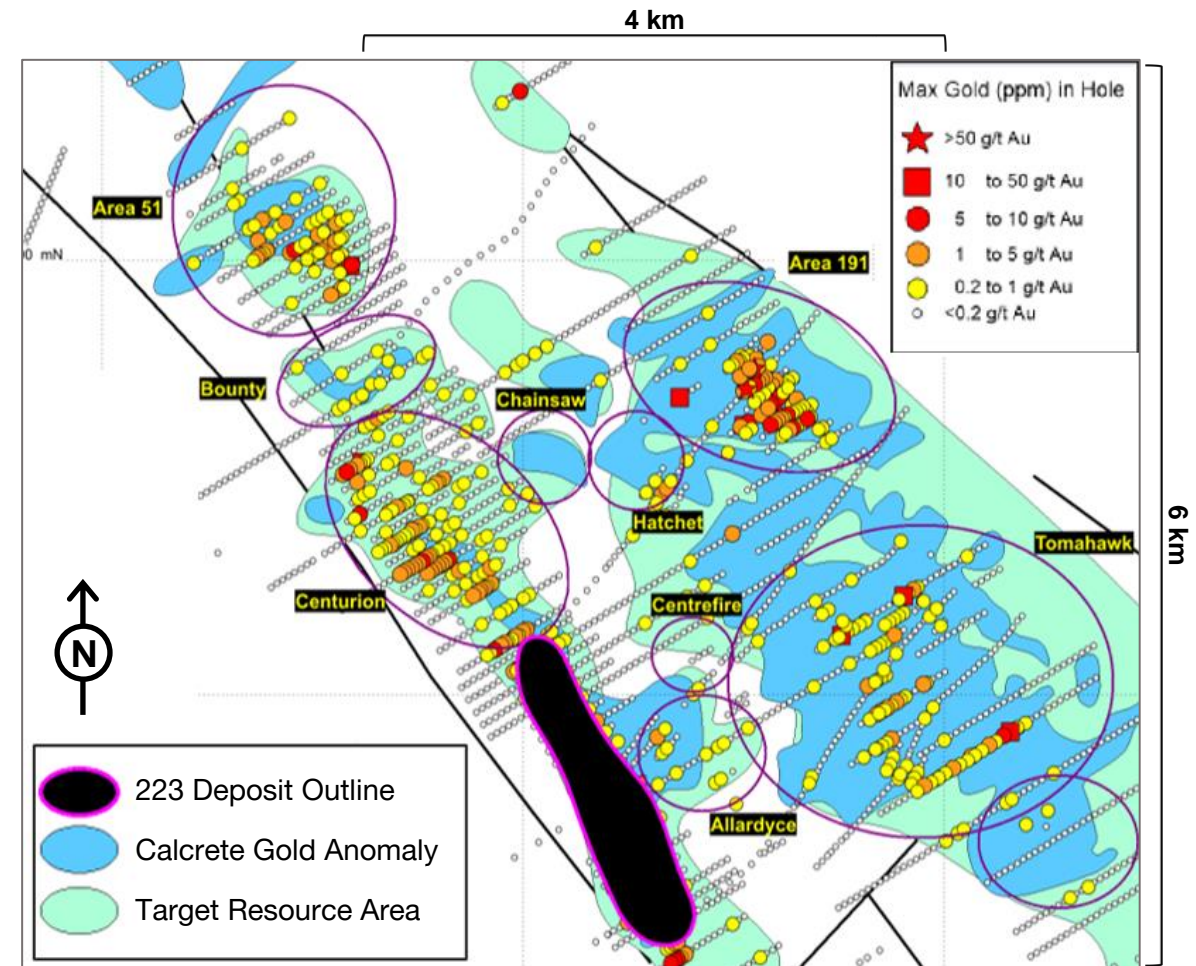 4 km
Max Gold (ppm) in Hole
>50 g/t Au
10 to 50 g/t Au
5 to 10 g/t Au
1 to 5 g/t Au
0.2 to 1 g/t Au
<0.2 g/t Au
Area 51
0 mN
Area 191
Bounty
Chainsaw
Hatchet
Tomahawk
6 km
Centurion
Centrefire
N
223 Deposit Outline
Calcrete Gold Anomaly
Target Resource Area
Allardyce